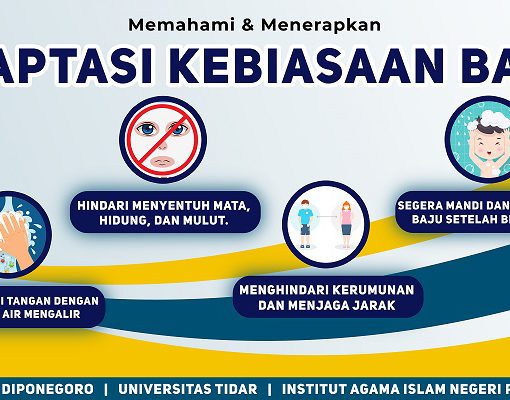 Memahami & Menerapkan
APTASI KEBIASAAN BA
HINDARI MENYENTUH MATA,
HIDUNG, DAN MULUT.
SEGERA MANDI DAN
BAJU SETELAH BE
I TANGAN DENGAN
AIR MENGALIR
MENGHINDARI KERUMUNAN
DAN MENJAGA JARAK
DIPONEGORO | UNIVERSITAS TIDAR | INSTITUT AGAMA ISLAM NEGERI P